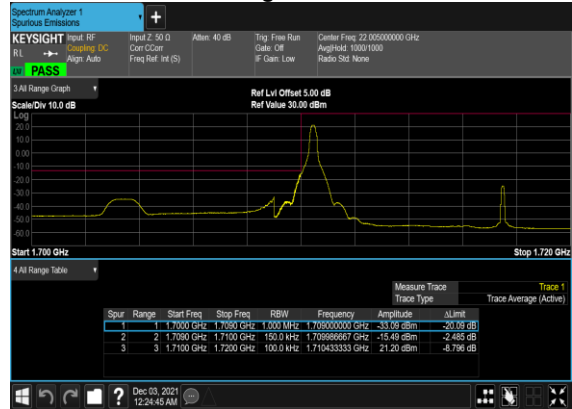 Spectrum Analyzer 1
Spurious Emissions
KEYSIGHT Input: RF Input Z: 50 Ω Atten: 40 dB Trig: Free Run Center Freq: 22.005000000 GHz
RL Coupling: DC Corr CCorr Gate: Off Avg|Hold: 1000/1000
Align: Auto Freq Ref: Int (S) IF Gain: Low Radio Std: None
PASS
3 All Range Graph
Ref Lvl Offset 5.00 dB
Scale/Div 10.0 dB Ref Value 30.00 dBm
Log
20.0
10.0
0.00
-10.0
-20.0
-30.0
-40.0
-50.0
-60.0
Start 1.700 GHz Stop 1.720 GHz
4 All Range Table
Measure Trace Trace 1
Trace Type Trace Average (Active)
Spur Range Start Freq Stop Freq RBW Frequency Amplitude ΔLimit
1 1 1.7000 GHz 1.7090 GHz 1.000 MHz 1.709000000 GHz -33.09 dBm -20.09 dB
2 2 1.7090 GHz 1.7100 GHz 150.0 kHz 1.709986667 GHz -15.49 dBm -2.485 dB
3 3 1.7100 GHz 1.7200 GHz 100.0 kHz 1.710433333 GHz 21.20 dBm -8.796 dB
? Dec 03, 2021
12:24:45 AM